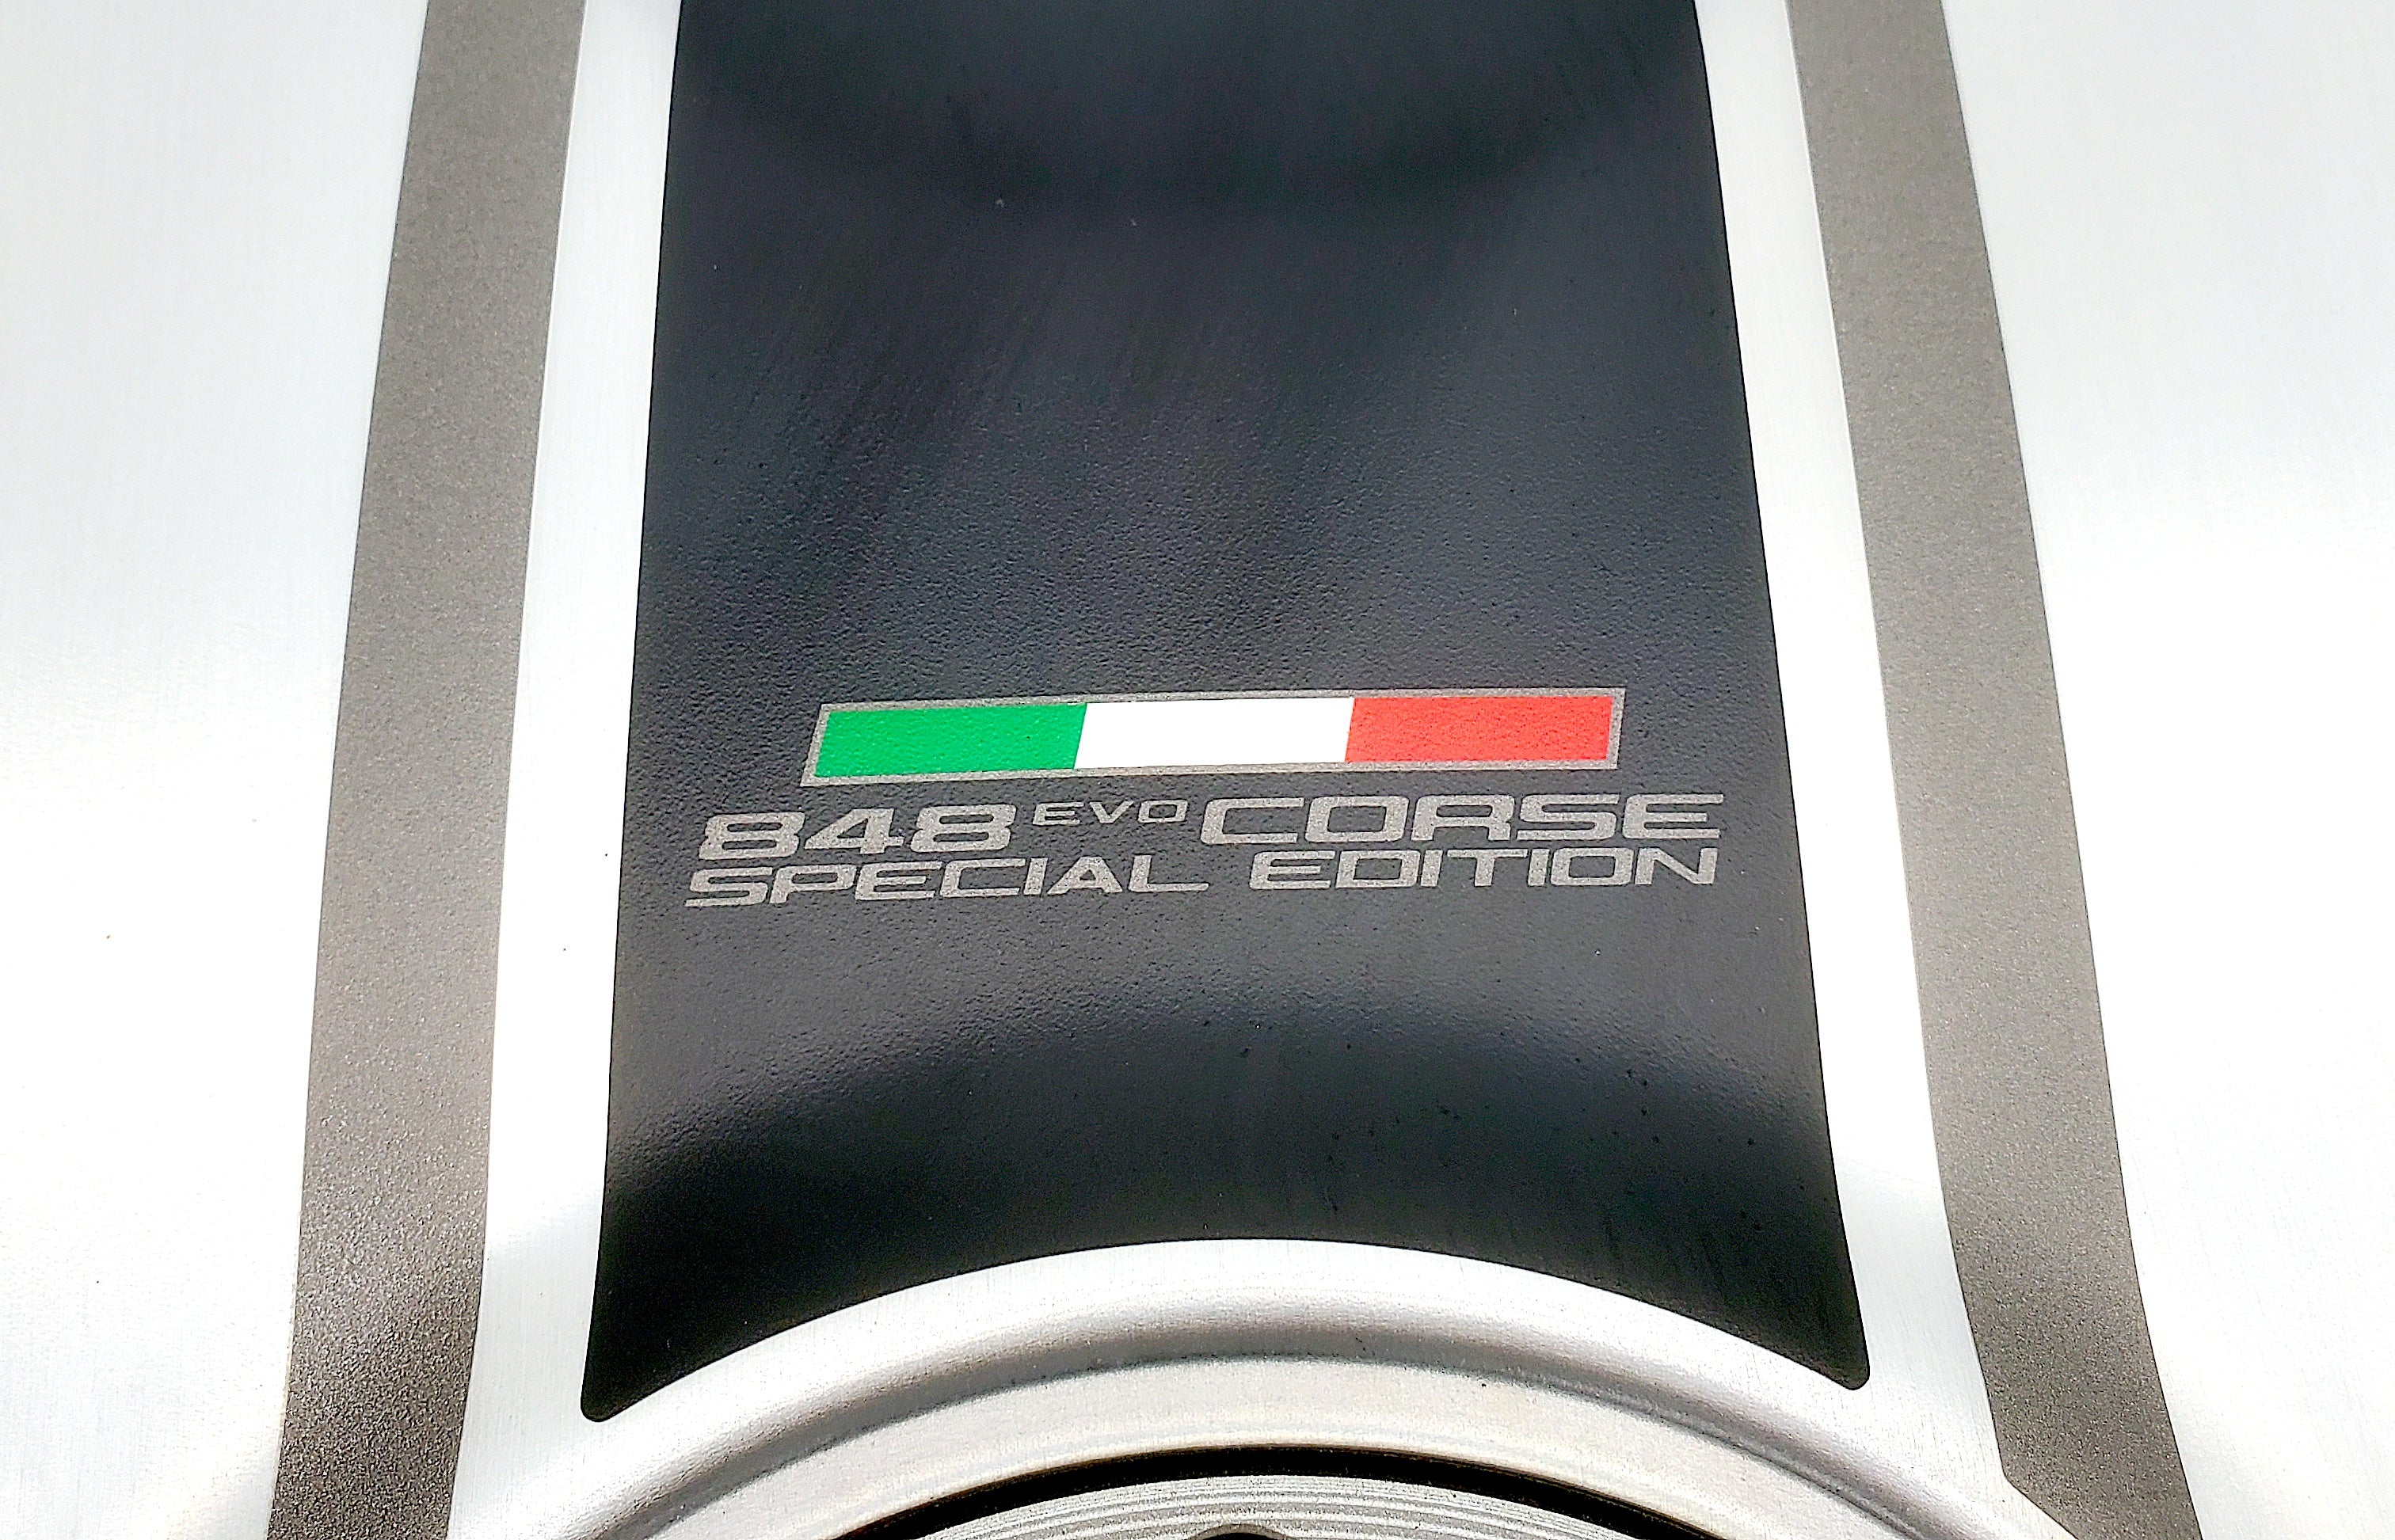 848 EVO CORSE
SPECIAL EDITION